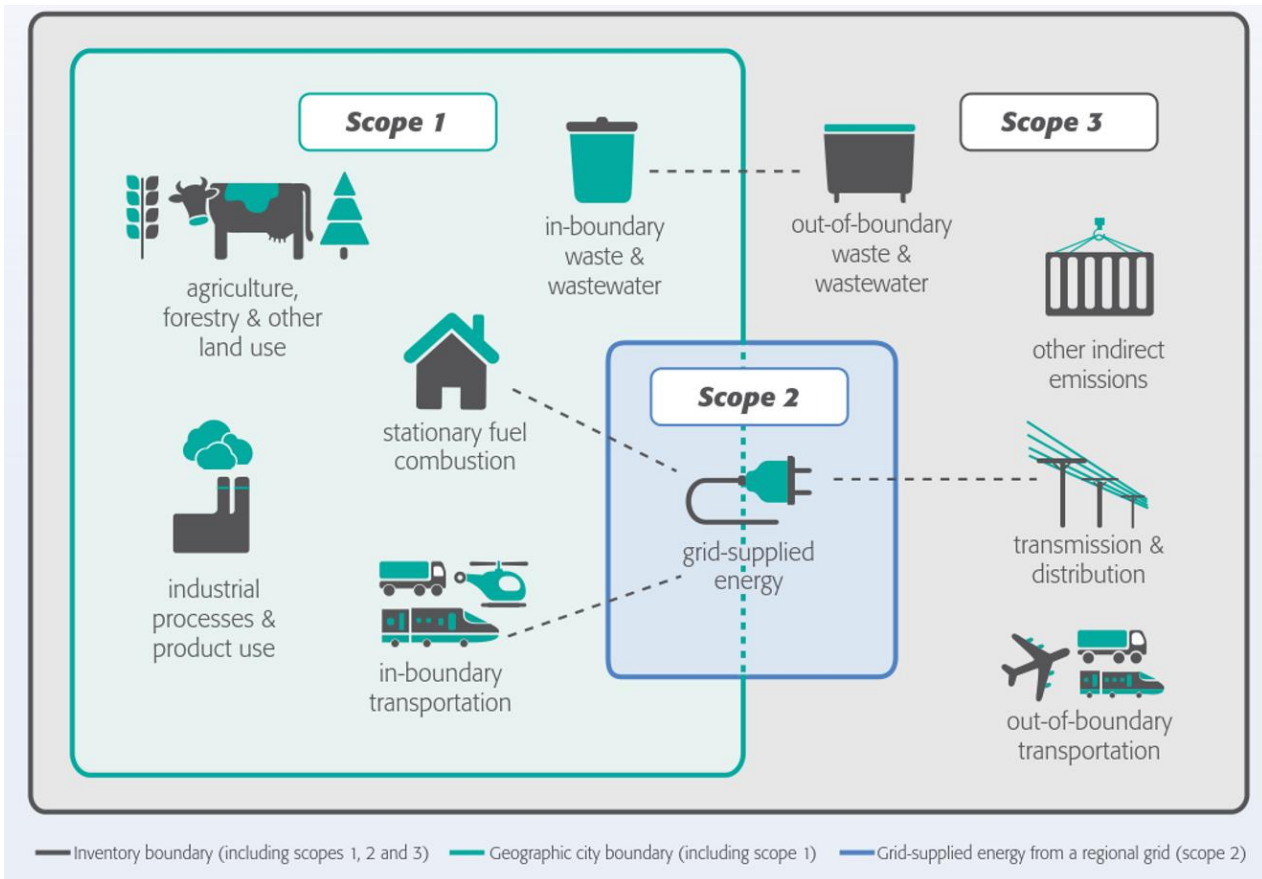 Scope 1
Scope 3
in-boundary
waste &
wastewater
out-of-boundary
waste &
wastewater
agriculture,
forestry & other
land use
other indirect
emissions
Scope 2
stationary fuel
combustion
grid-supplied
energy
transmission &
distribution
industrial
processes &
product use
in-boundary
transportation
out-of-boundary
transportation
Inventory boundary (including scopes 1, 2 and 3)
Geographic city boundary (including scope 1)
Grid-supplied energy from a regional grid (scope 2)